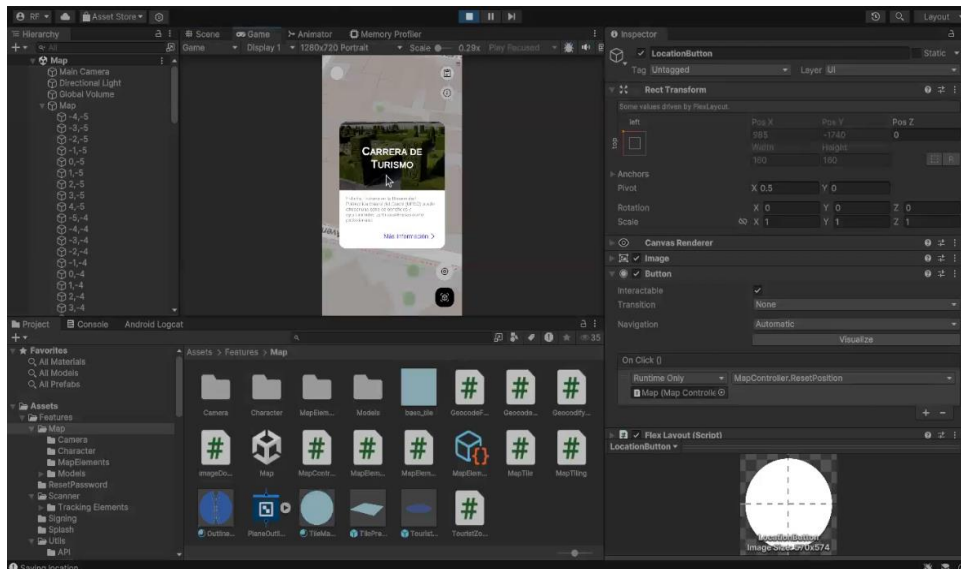 RF
Asset Store
Layout
Hierarchy
All
Map
Main Camera
Directional Light
Global Volume
Map
-4,-5
-3,-5
-2,-5
-1,-5
0,-5
1,-5
2,-5
3,-5
4,-5
-5,-4
-4,-4
-3,-4
-2,-4
-1,-4
0,-4
1,-4
2,-4
3,-4
Scene
Game
Animator
Memory Profiler
Game
Display 1
1280x720 Portrait
Scale
0.29x
Play Focused
CARRERA DE
TURISMO
Más información >
Inspector
LocationButton
Static
Tag Untagged
Layer UI
Rect Transform
Some values driven by FlexLayout.
left
top
Pos X
Pos Y
Pos Z
-1740
0
Width
Height
160
160
R
Anchors
Pivot
X 0.5
Y 0
Rotation
X 0
Y 0
Z 0
Scale
X 1
Y 1
Z 1
Canvas Renderer
Image
Button
Interactable
Transition
None
Navigation
Automatic
Visualize
On Click ()
Runtime Only
MapController.ResetPosition
Map (Map Controlle
+ -
Flex Layout (Script)
LocationButton
LocationButton
Image Size: 570x574
Project
Console
Android Logcat
35
Favorites
All Materials
All Models
All Prefabs
Assets
Features
Map
Camera
Character
MapElements
Models
ResetPassword
Scanner
Tracking Elements
Signing
Splash
Utils
API
Assets > Features > Map
Camera
Character
MapElem...
Models
base_tile
GeocodeF...
Geocode...
Geocodify...
ImageDo...
Map
MapContr...
MapElem...
MapElem...
MapElem...
MapTile
MapTiling
Outline...
PlaneOutl...
TileMa...
TilePre...
Tourist...
TouristZo...
Saving location